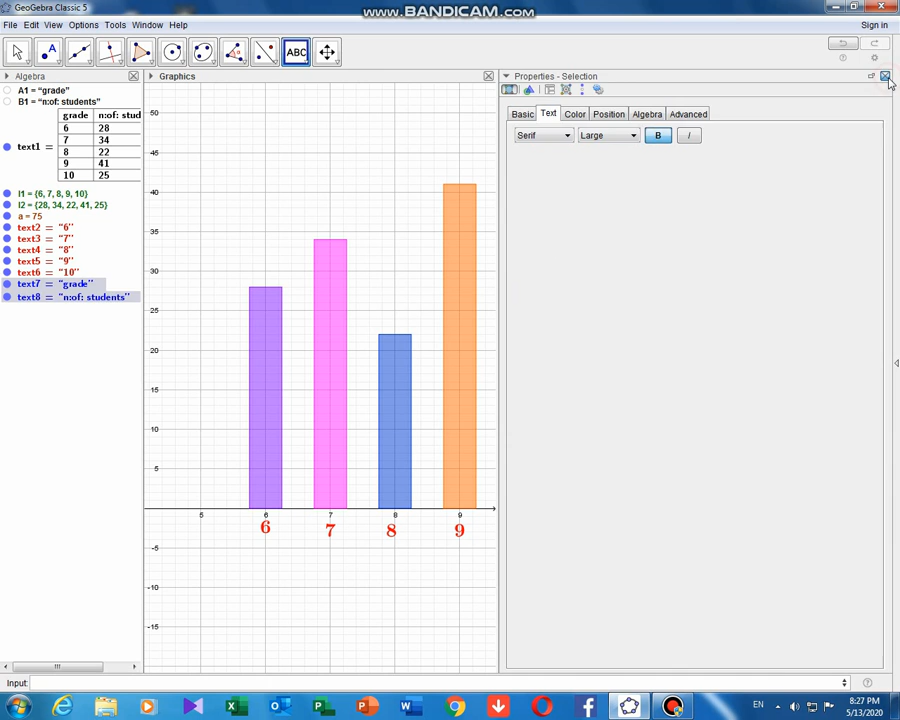 GeoGebra Classic 5
www.BANDICAM.com
File Edit View Options Tools Window Help
Sign in
ABC
Algebra
Graphics
Properties - Selection
A1 = “grade”
B1 = “n:of: students”
Basic Text Color Position Algebra Advanced
grade n:of: stud
6 28
7 34
text1 = 8 22
9 41
10 25
Serif Large B I
l1 = {6, 7, 8, 9, 10}
l2 = {28, 34, 22, 41, 25}
a = 75
text2 = “6”
text3 = “7”
text4 = “8”
text5 = “9”
text6 = “10”
text7 = “grade”
text8 = “n:of: students”
50
45
40
35
30
25
20
15
10
5
5 6 7 8 9
6 7 8 9
-5
-10
-15
Input:
EN
8:27 PM
5/13/2020